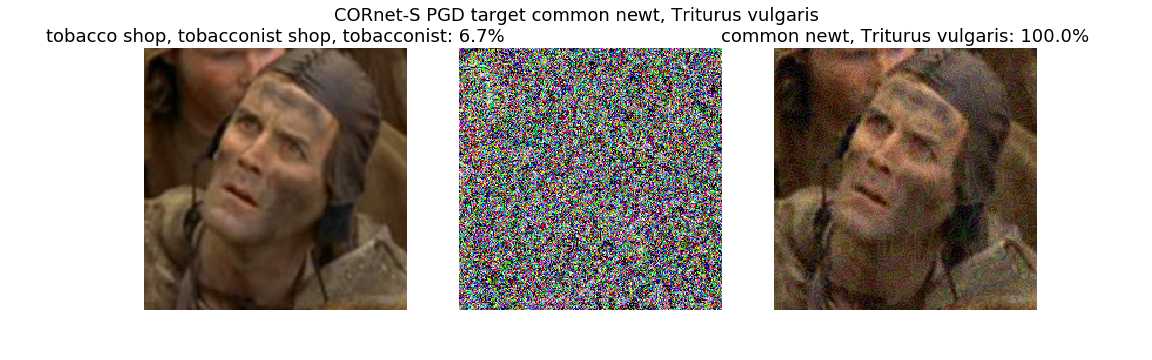 CORnet-S PGD target common newt, Triturus vulgaris
tobacco shop, tobacconist shop, tobacconist: 6.7%
common newt, Triturus vulgaris: 100.0%